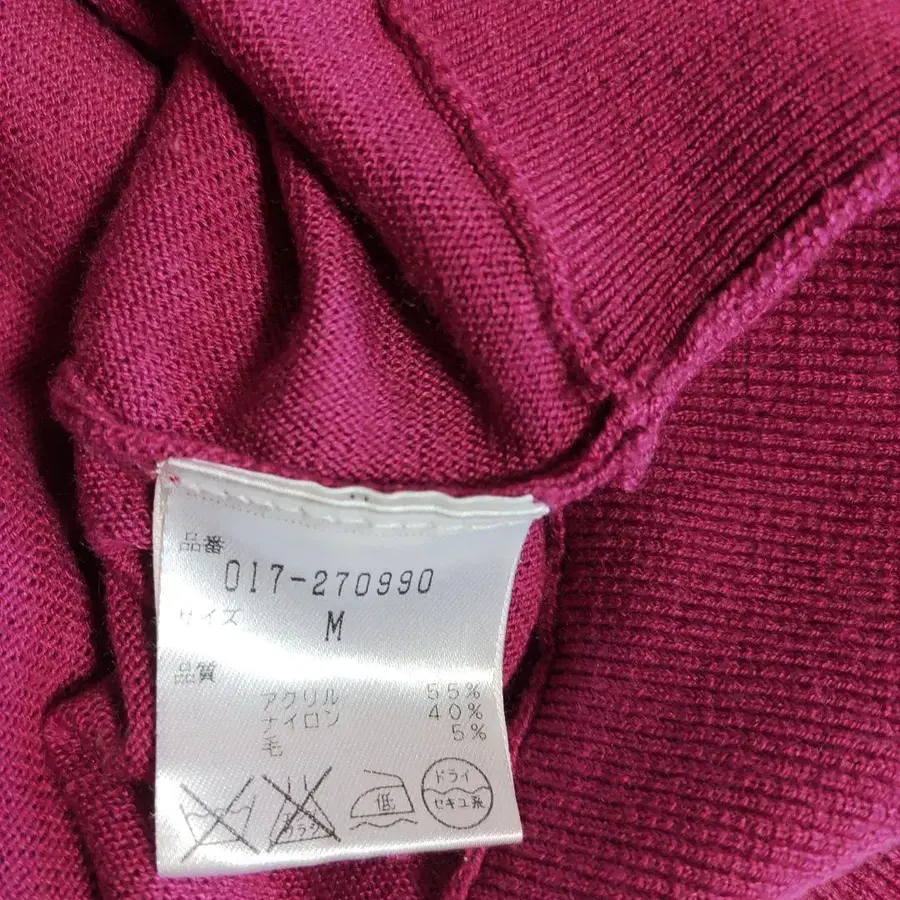 品番
017-270990
サイズ
M
品質
アクリル 55%
ナイロン 40%
毛 5%
低
ドライ
セキユ系